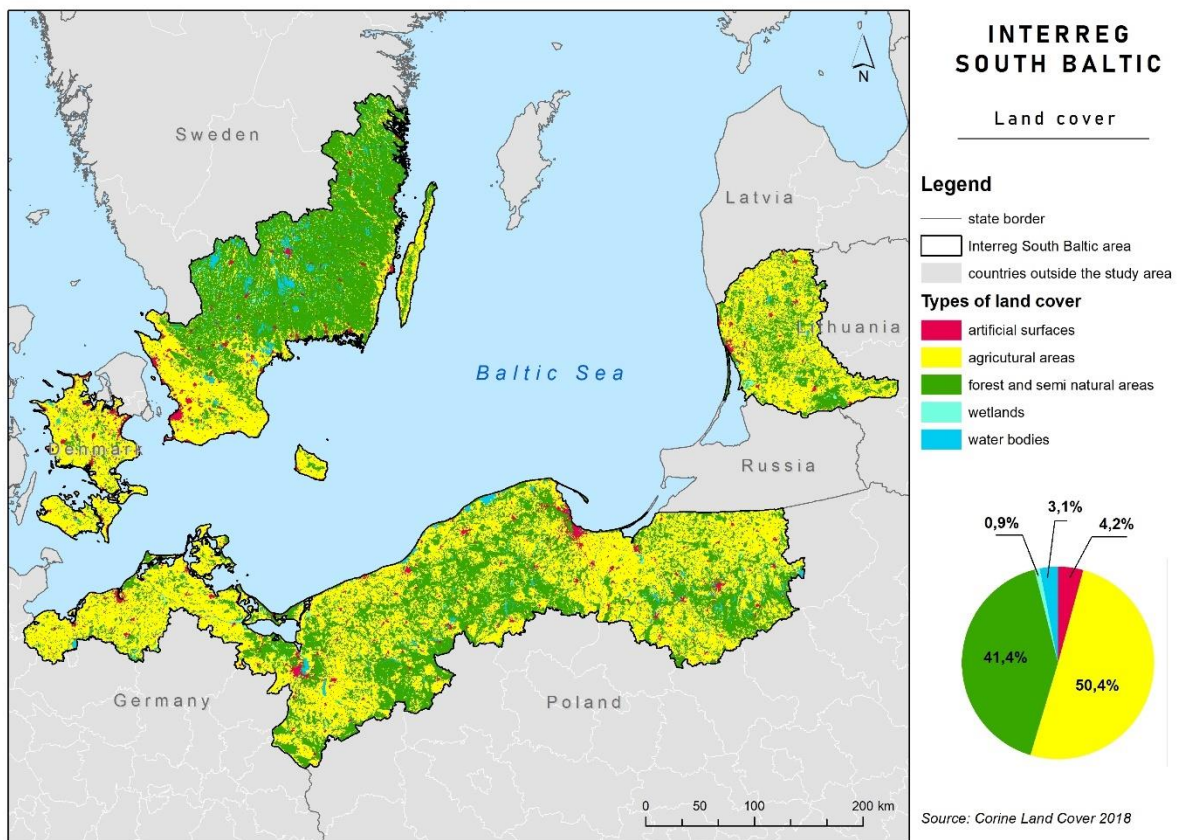 INTERREG
SOUTH BALTIC
Land cover
Legend
state border
Interreg South Baltic area
countries outside the study area
Types of land cover
artificial surfaces
agricutural areas
forest and semi natural areas
wetlands
water bodies
0,9%
3,1%
4,2%
41,4%
50,4%
Source: Corine Land Cover 2018
N
Sweden
Latvia
Lithuania
Baltic Sea
Denmark
Russia
Germany
Poland
0 50 100 200 km